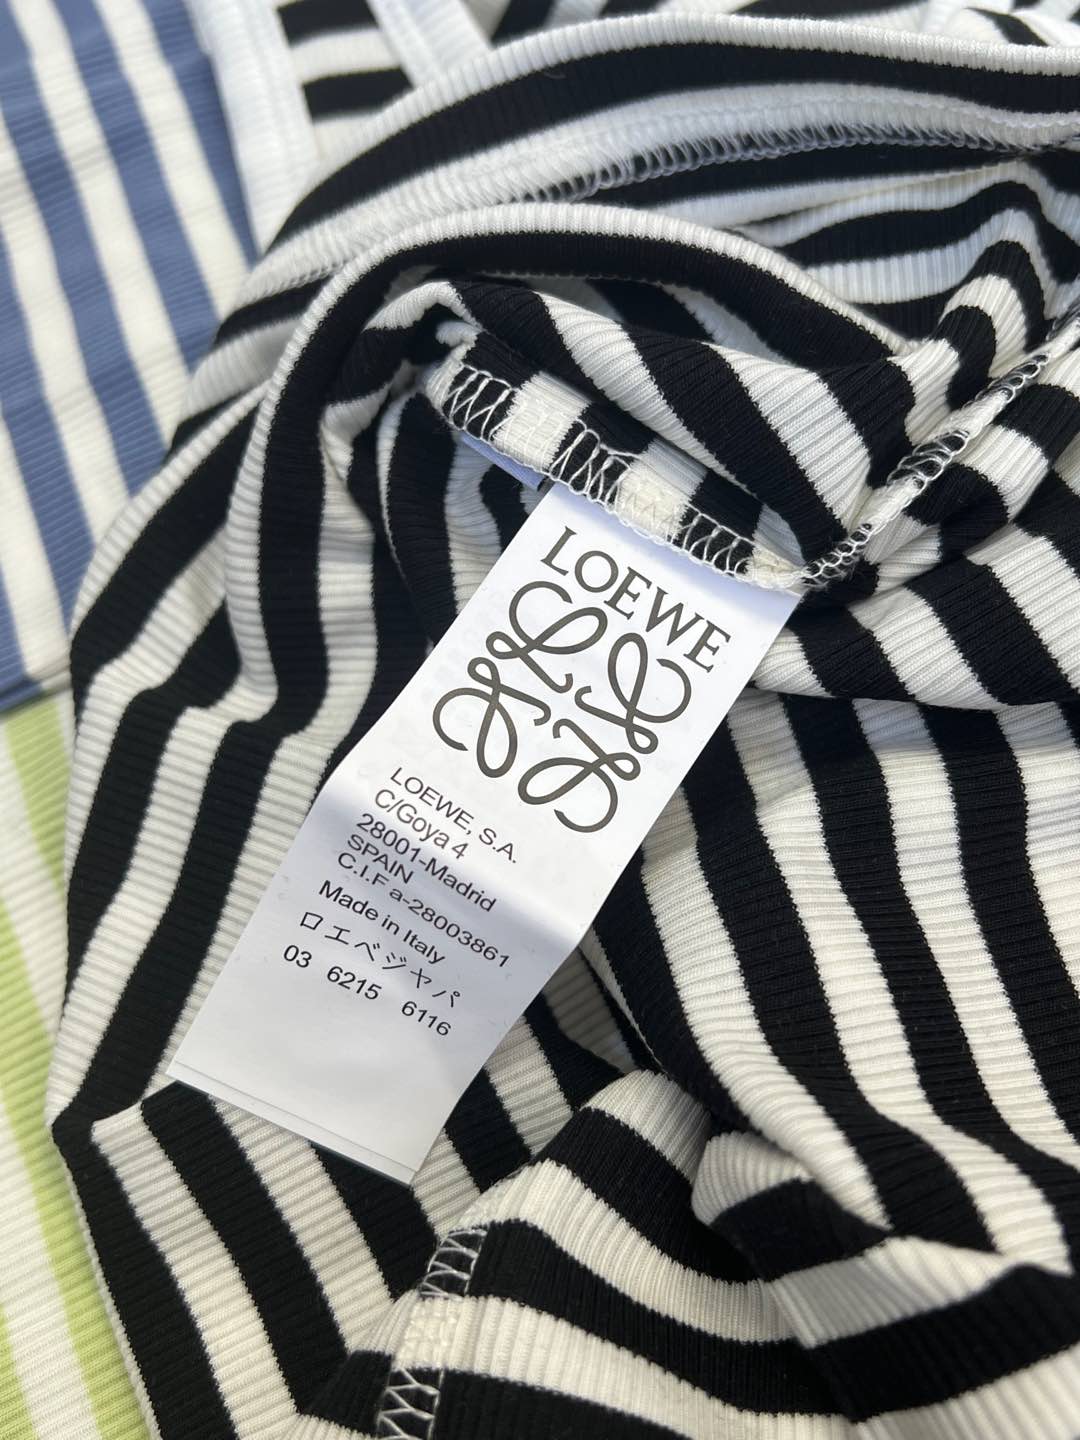 LOEWE
LOEWE, S.A.
C/Goya 4
28001-Madrid
SPAIN
C.I.F a-28003861
Made in Italy
ロエベジャパ
03 6215 6116